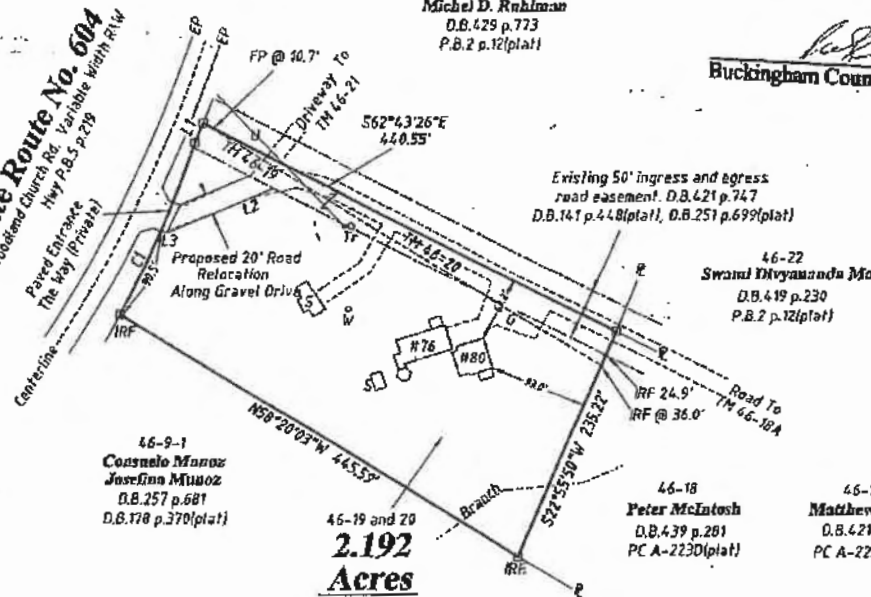 Michel D. Ruhlman
D.B.429 p.773
P.B.2 p.12(plat)
Buckingham Coun
Route No. 604
Woodland Church Rd. Variable Width R\W
Hwy P.B.5 p.219
EP
EP
FP @ 10.7'
Driveway To
TM 46-21
S62°43'26"E
440.55'
L1
TM 46-19
U
Existing 50' ingress and egress
road easement. D.B.421 p.747
D.B.141 p.448(plat), D.B.251 p.699(plat)
Paved Entrance
The Way (Private)
L2
L3
C1
Tr
TM 46-20
Proposed 20' Road
Relocation
Along Gravel Drive
46-22
Swami Divyananda Ma
D.B.419 p.230
P.B.2 p.12(plat)
S
W
U
#76
#80
S
IRF
Centerline
IRF 24.9'
IRF @ 36.0'
Road To
TM 46-18A
N58°20'03"W 445.59'
S22°55'50"W 235.22'
46-9-1
Consuelo Munoz
Josefina Munoz
D.B.257 p.681
D.B.178 p.370(plat)
Branch
46-19 and 20
2.192
Acres
IRF
46-18
Peter McIntosh
D.B.439 p.281
PC A-223D(plat)
46-1
Matthew
D.B.421
PC A-22